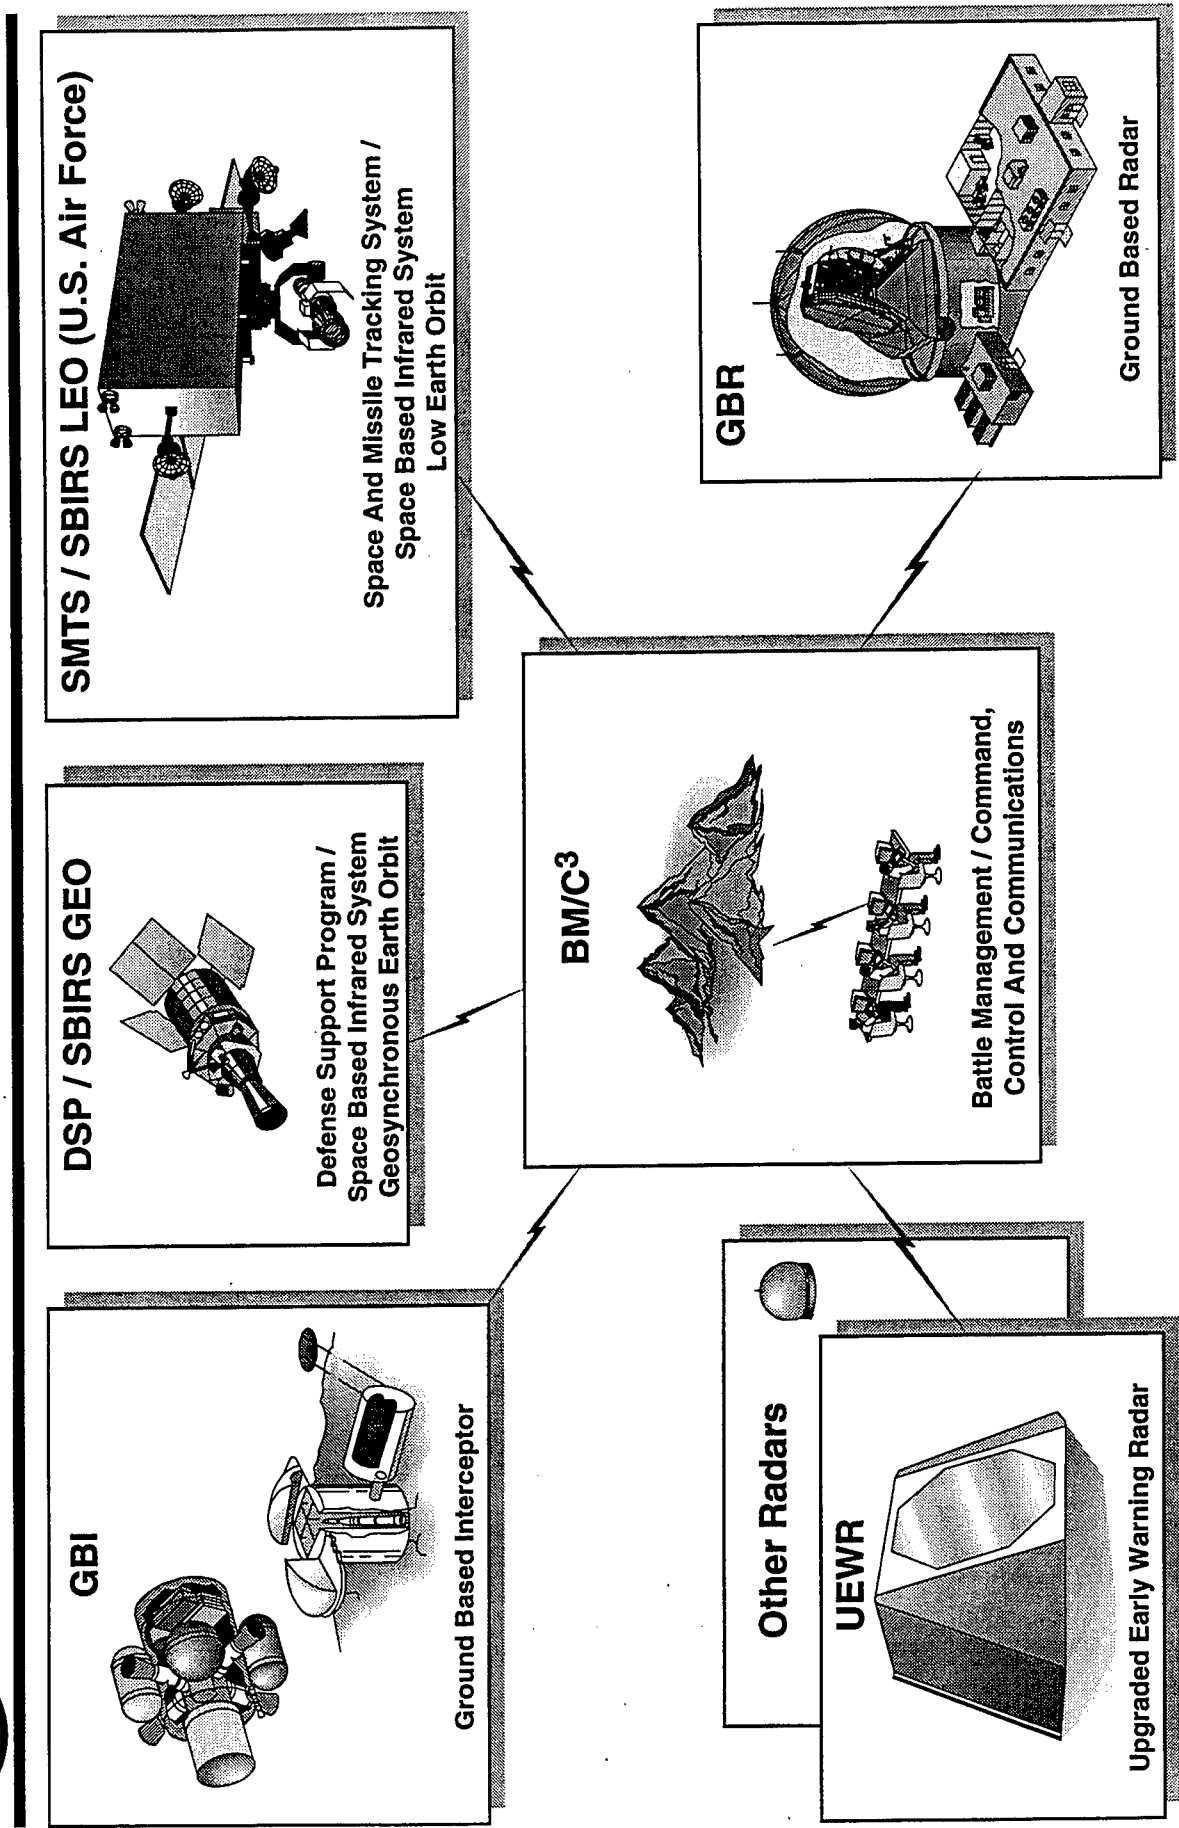 GBI
Ground Based Interceptor
DSP / SBIRS GEO
Defense Support Program /
Space Based Infrared System
Geosynchronous Earth Orbit
SMTS / SBIRS LEO (U.S. Air Force)
Space And Missile Tracking System /
Space Based Infrared System
Low Earth Orbit
BM/C³
Battle Management / Command,
Control And Communications
Other Radars
UEWR
Upgraded Early Warning Radar
GBR
Ground Based Radar